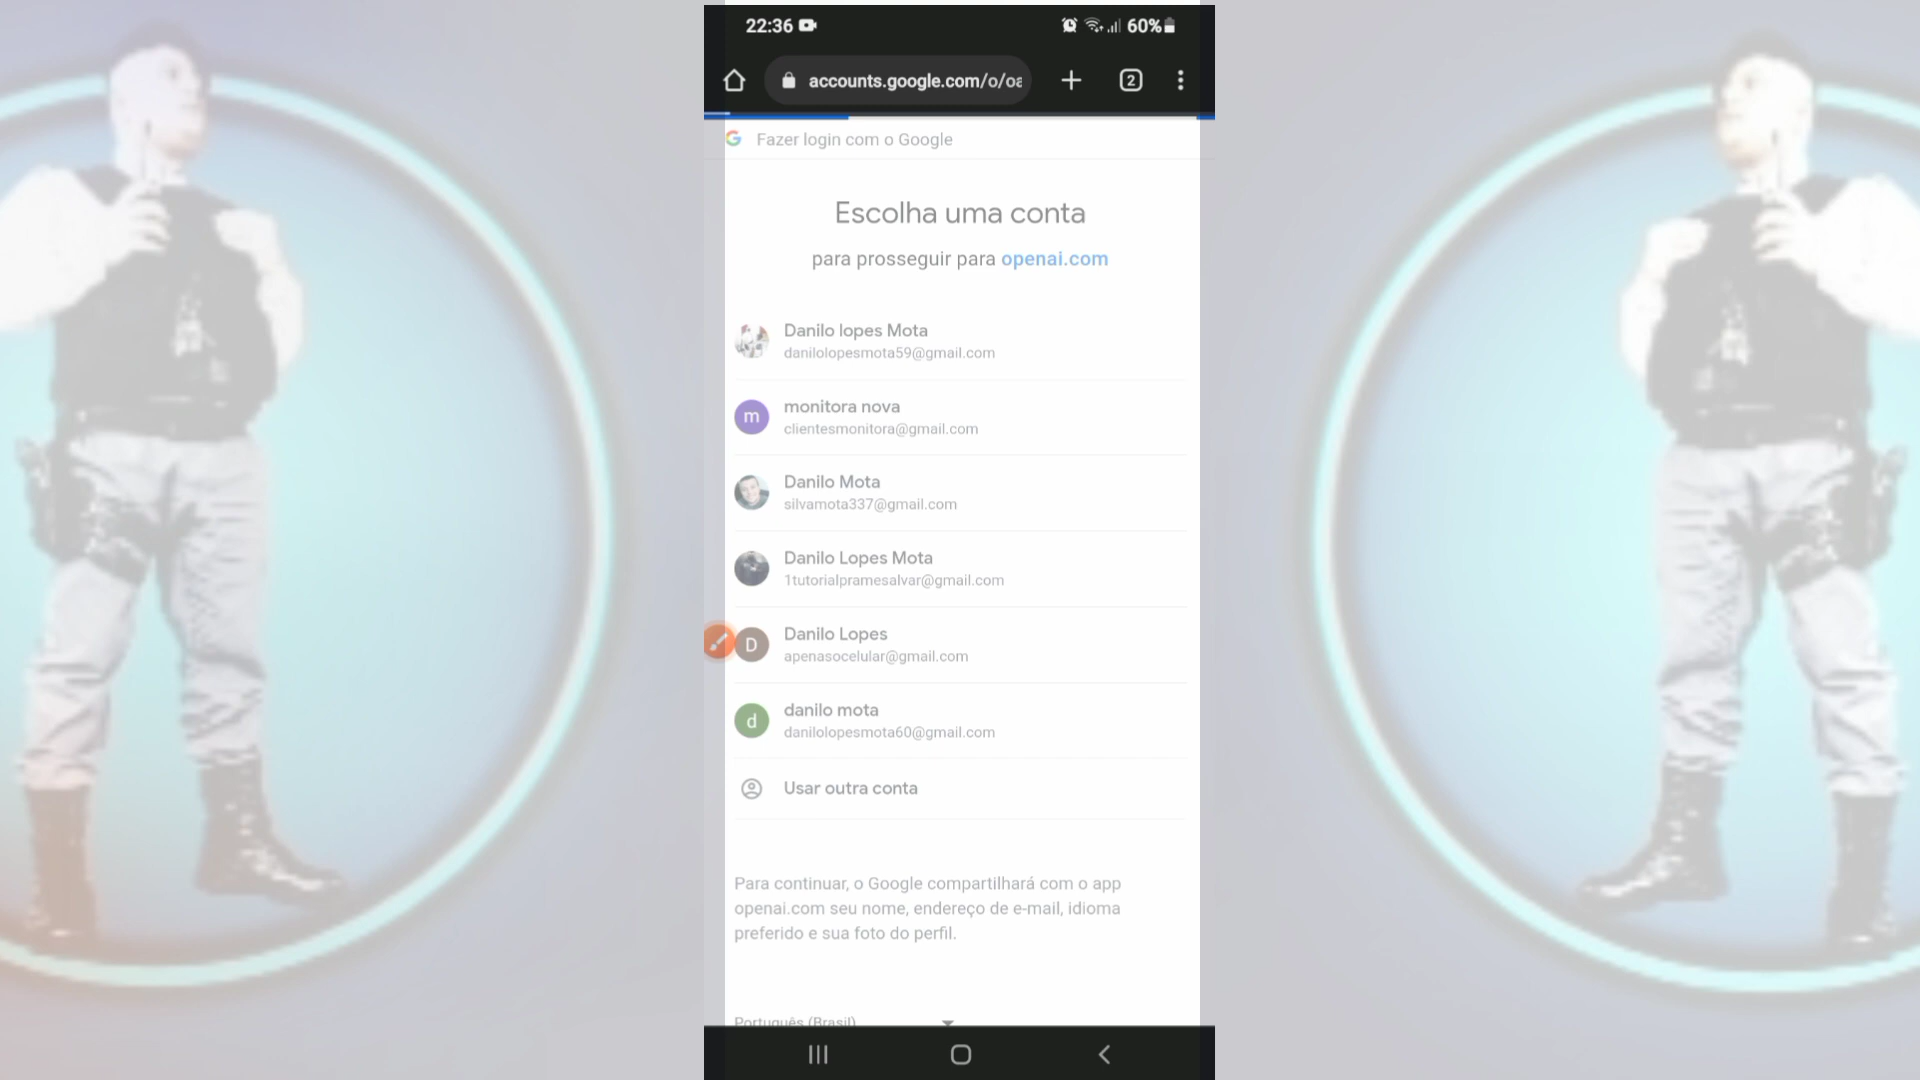 22:36
60%
accounts.google.com/o/oa
2
Fazer login com o Google
Escolha uma conta
para prosseguir para openai.com
Danilo lopes Mota
danilolopesmota59@gmail.com
m
monitora nova
clientesmonitora@gmail.com
Danilo Mota
silvamota337@gmail.com
Danilo Lopes Mota
1tutorialpramesalvar@gmail.com
D
Danilo Lopes
apenasocelular@gmail.com
d
danilo mota
danilolopesmota60@gmail.com
Usar outra conta
Para continuar, o Google compartilhará com o app
openai.com seu nome, endereço de e-mail, idioma
preferido e sua foto do perfil.
Português (Brasil)